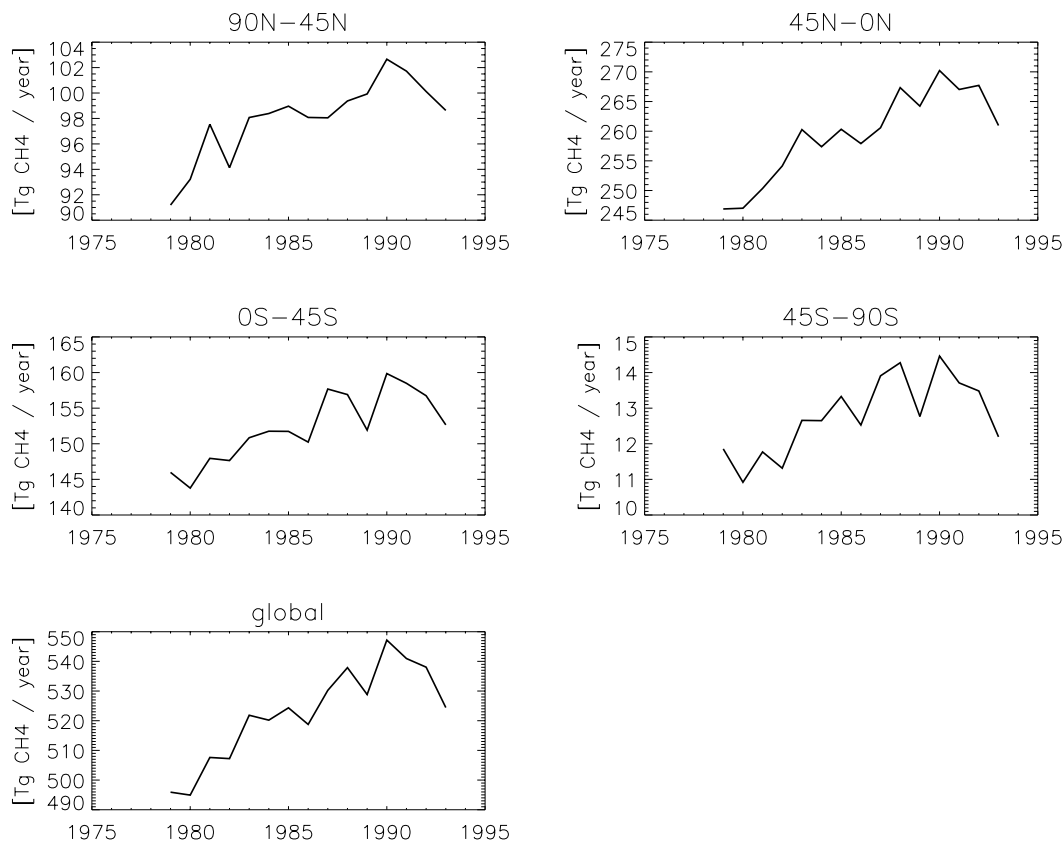 90N-45N
[Tg CH4 / year]
104
102
100
98
96
94
92
90
1975 1980 1985 1990 1995
45N-0N
[Tg CH4 / year]
275
270
265
260
255
250
245
1975 1980 1985 1990 1995
0S-45S
[Tg CH4 / year]
165
160
155
150
145
140
1975 1980 1985 1990 1995
45S-90S
[Tg CH4 / year]
15
14
13
12
11
10
1975 1980 1985 1990 1995
global
[Tg CH4 / year]
550
540
530
520
510
500
490
1975 1980 1985 1990 1995